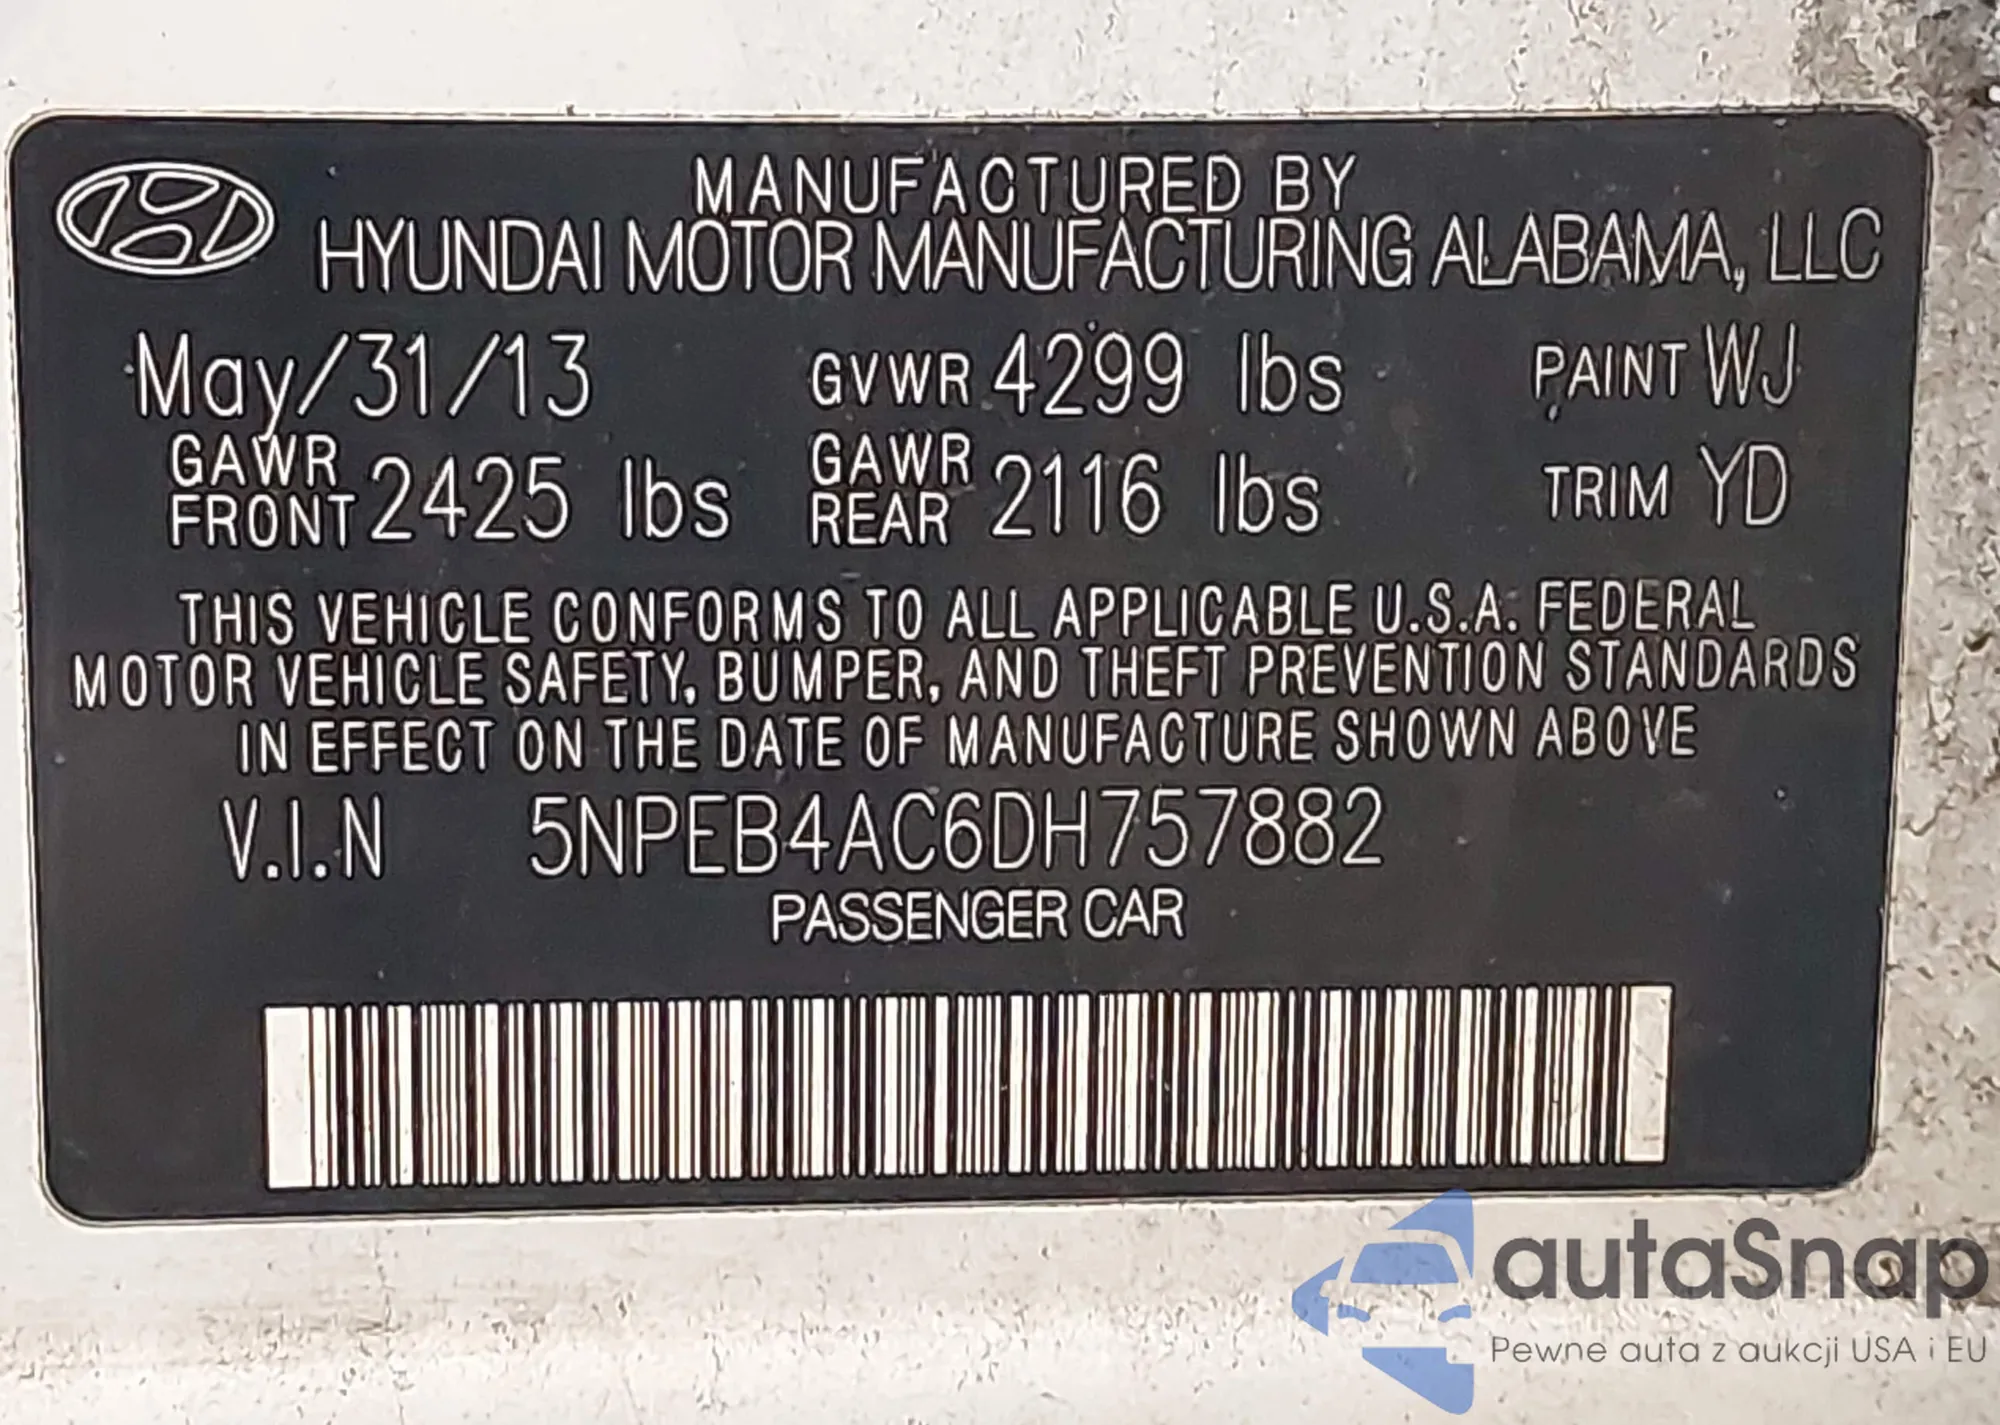 MANUFACTURED BY
HYUNDAI MOTOR MANUFACTURING ALABAMA, LLC
May/31/13 GVWR 4299 lbs PAINT WJ
GAWR FRONT 2425 lbs GAWR REAR 2116 lbs TRIM YD
THIS VEHICLE CONFORMS TO ALL APPLICABLE U.S.A. FEDERAL
MOTOR VEHICLE SAFETY, BUMPER, AND THEFT PREVENTION STANDARDS
IN EFFECT ON THE DATE OF MANUFACTURE SHOWN ABOVE
V.I.N 5NPEB4AC6DH757882
PASSENGER CAR
autaSnap
Pewne auta z aukcji USA i EU